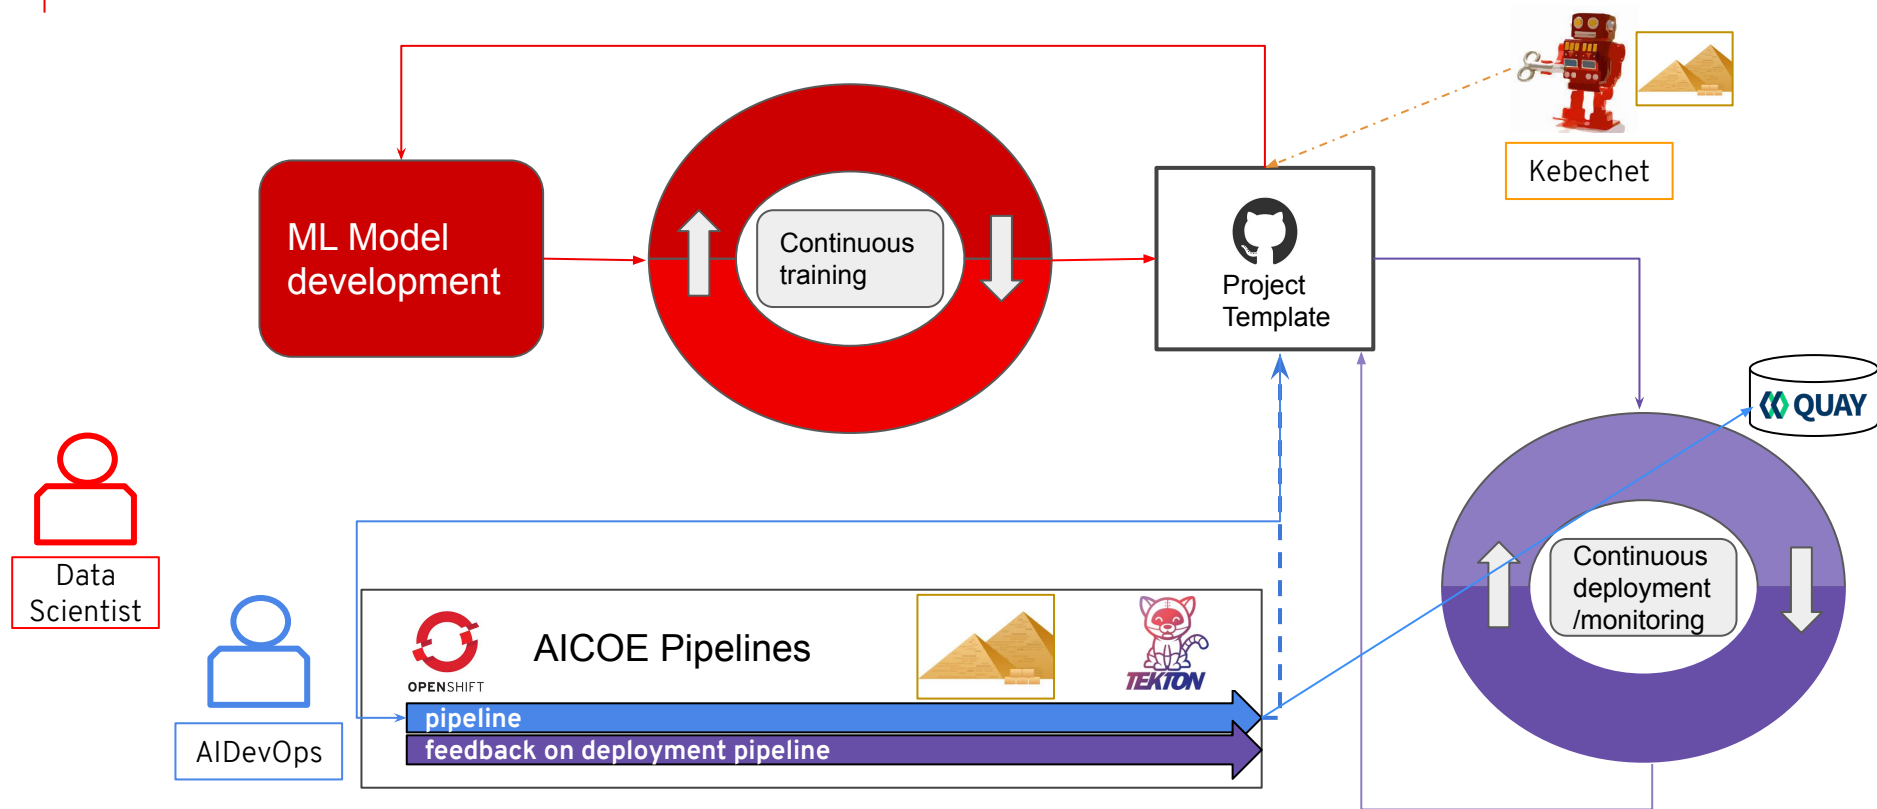 Kebechet
ML Model
development
Continuous
training
Project
Template
QUAY
Data
Scientist
Continuous
deployment
/monitoring
AICOE Pipelines
OPENSHIFT
TEKTON
pipeline
feedback on deployment pipeline
AIDevOps